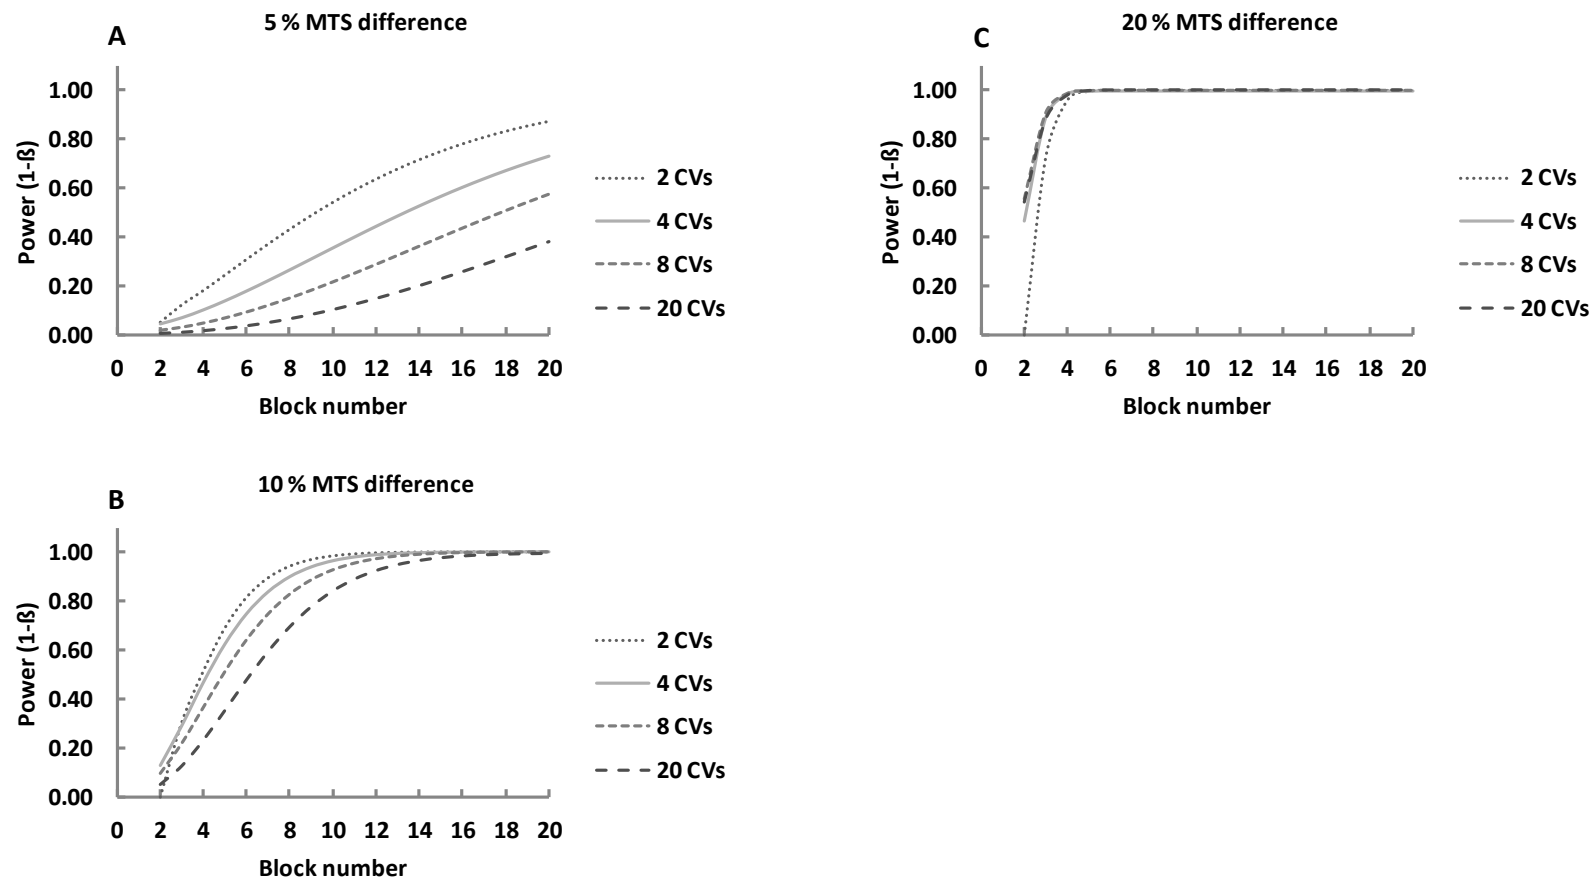 A
5 % MTS difference
Power (1-ß)
1.00
0.80
0.60
0.40
0.20
0.00
0 2 4 6 8 10 12 14 16 18 20
Block number
2 CVs
4 CVs
8 CVs
20 CVs
C
20 % MTS difference
Power (1-ß)
1.00
0.80
0.60
0.40
0.20
0.00
0 2 4 6 8 10 12 14 16 18 20
Block number
2 CVs
4 CVs
8 CVs
20 CVs
B
10 % MTS difference
Power (1-ß)
1.00
0.80
0.60
0.40
0.20
0.00
0 2 4 6 8 10 12 14 16 18 20
Block number
2 CVs
4 CVs
8 CVs
20 CVs